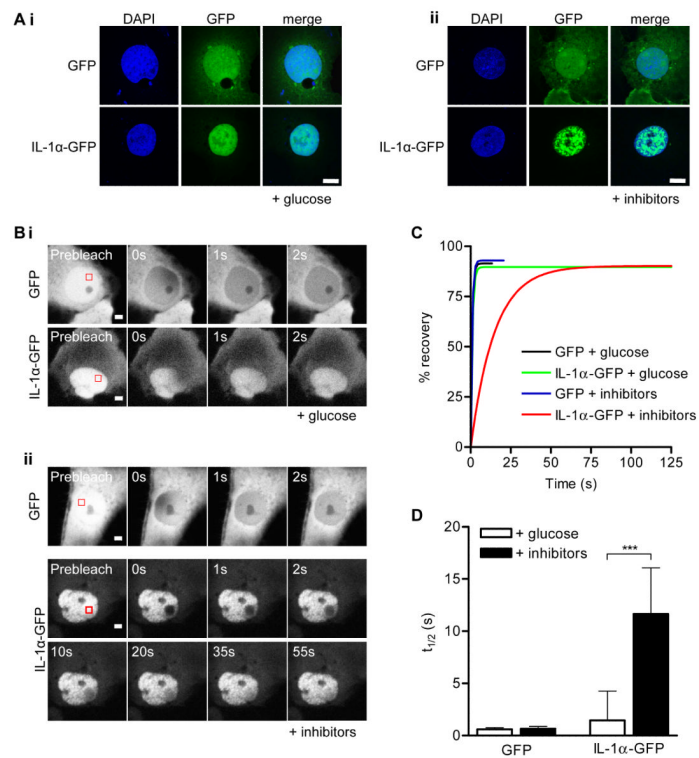 A i
DAPI GFP merge
GFP
IL-1α-GFP
+ glucose
ii
DAPI GFP merge
GFP
IL-1α-GFP
+ inhibitors
B i
Prebleach 0s 1s 2s
GFP
Prebleach 0s 1s 2s
IL-1α-GFP
+ glucose
ii
Prebleach 0s 1s 2s
GFP
Prebleach 0s 1s 2s
IL-1α-GFP
10s 20s 35s 55s
+ inhibitors
C
100
75
50
25
0
% recovery
GFP + glucose
IL-1α-GFP + glucose
GFP + inhibitors
IL-1α-GFP + inhibitors
0 25 50 75 100 125
Time (s)
D
+ glucose
+ inhibitors
***
20
15
10
5
0
t1/2 (s)
GFP IL-1α-GFP